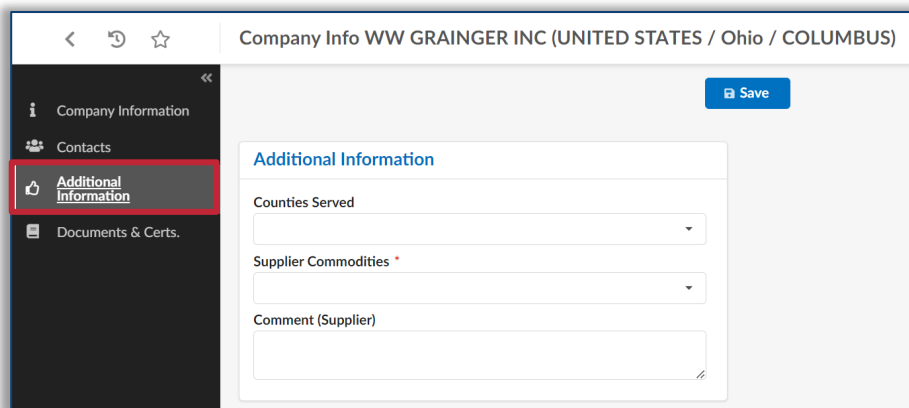 Company Info WW GRAINGER INC (UNITED STATES / Ohio / COLUMBUS)
Company Information
Contacts
Additional
Information
Documents & Certs.
Save
Additional Information
Counties Served
Supplier Commodities *
Comment (Supplier)